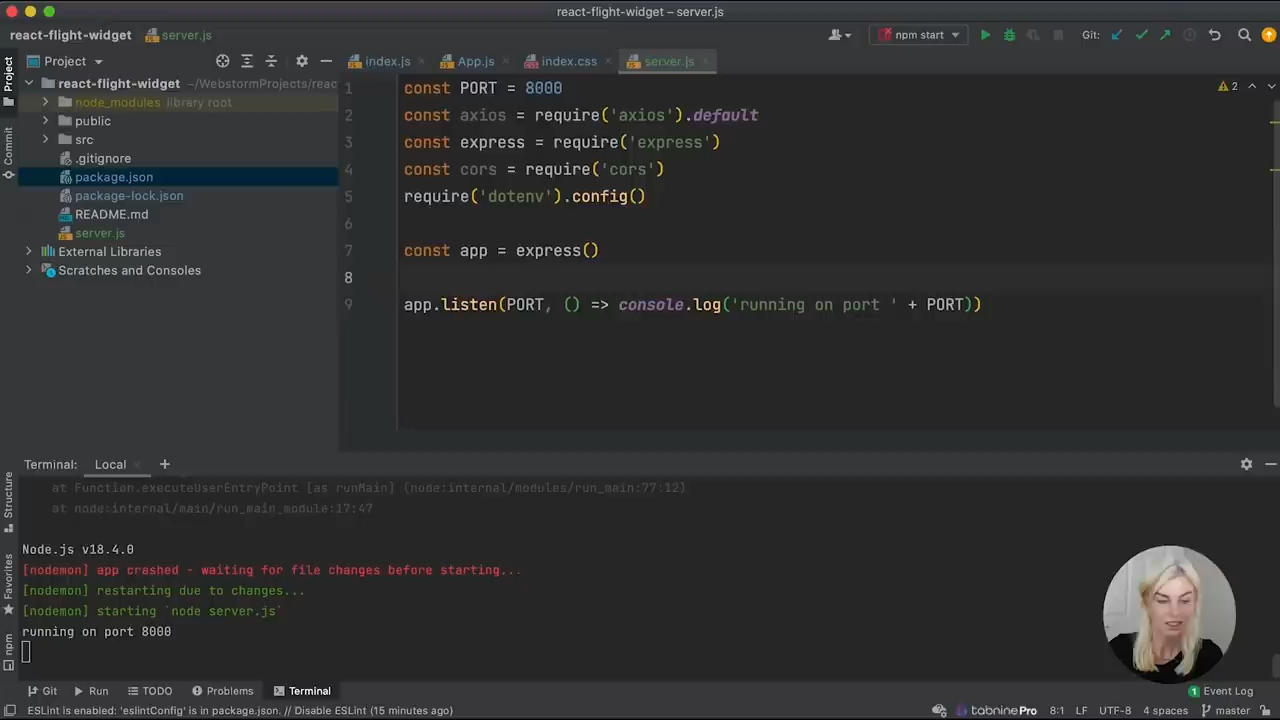 react-flight-widget – server.js
react-flight-widget server.js
npm start Git:
Project
index.js App.js index.css server.js
Project
react-flight-widget ~/WebstormProjects/reac
node_modules library root
public
src
.gitignore
package.json
package-lock.json
README.md
server.js
External Libraries
Scratches and Consoles
Commit
1 const PORT = 8000
2 const axios = require('axios').default
3 const express = require('express')
4 const cors = require('cors')
5 require('dotenv').config()
6
7 const app = express()
8
9 app.listen(PORT, () => console.log('running on port ' + PORT))
2
Terminal: Local
at Function.executeUserEntryPoint [as runMain] (node:internal/modules/run_main:77:12)
at node:internal/main/run_main_module:17:47
Node.js v18.4.0
[nodemon] app crashed - waiting for file changes before starting...
[nodemon] restarting due to changes...
[nodemon] starting `node server.js`
running on port 8000
Structure
Favorites
npm
Git Run TODO Problems Terminal 1 Event Log
ESLint is enabled: 'eslintConfig' is in package.json. // Disable ESLint (15 minutes ago) tabnine Pro 8:1 LF UTF-8 4 spaces master